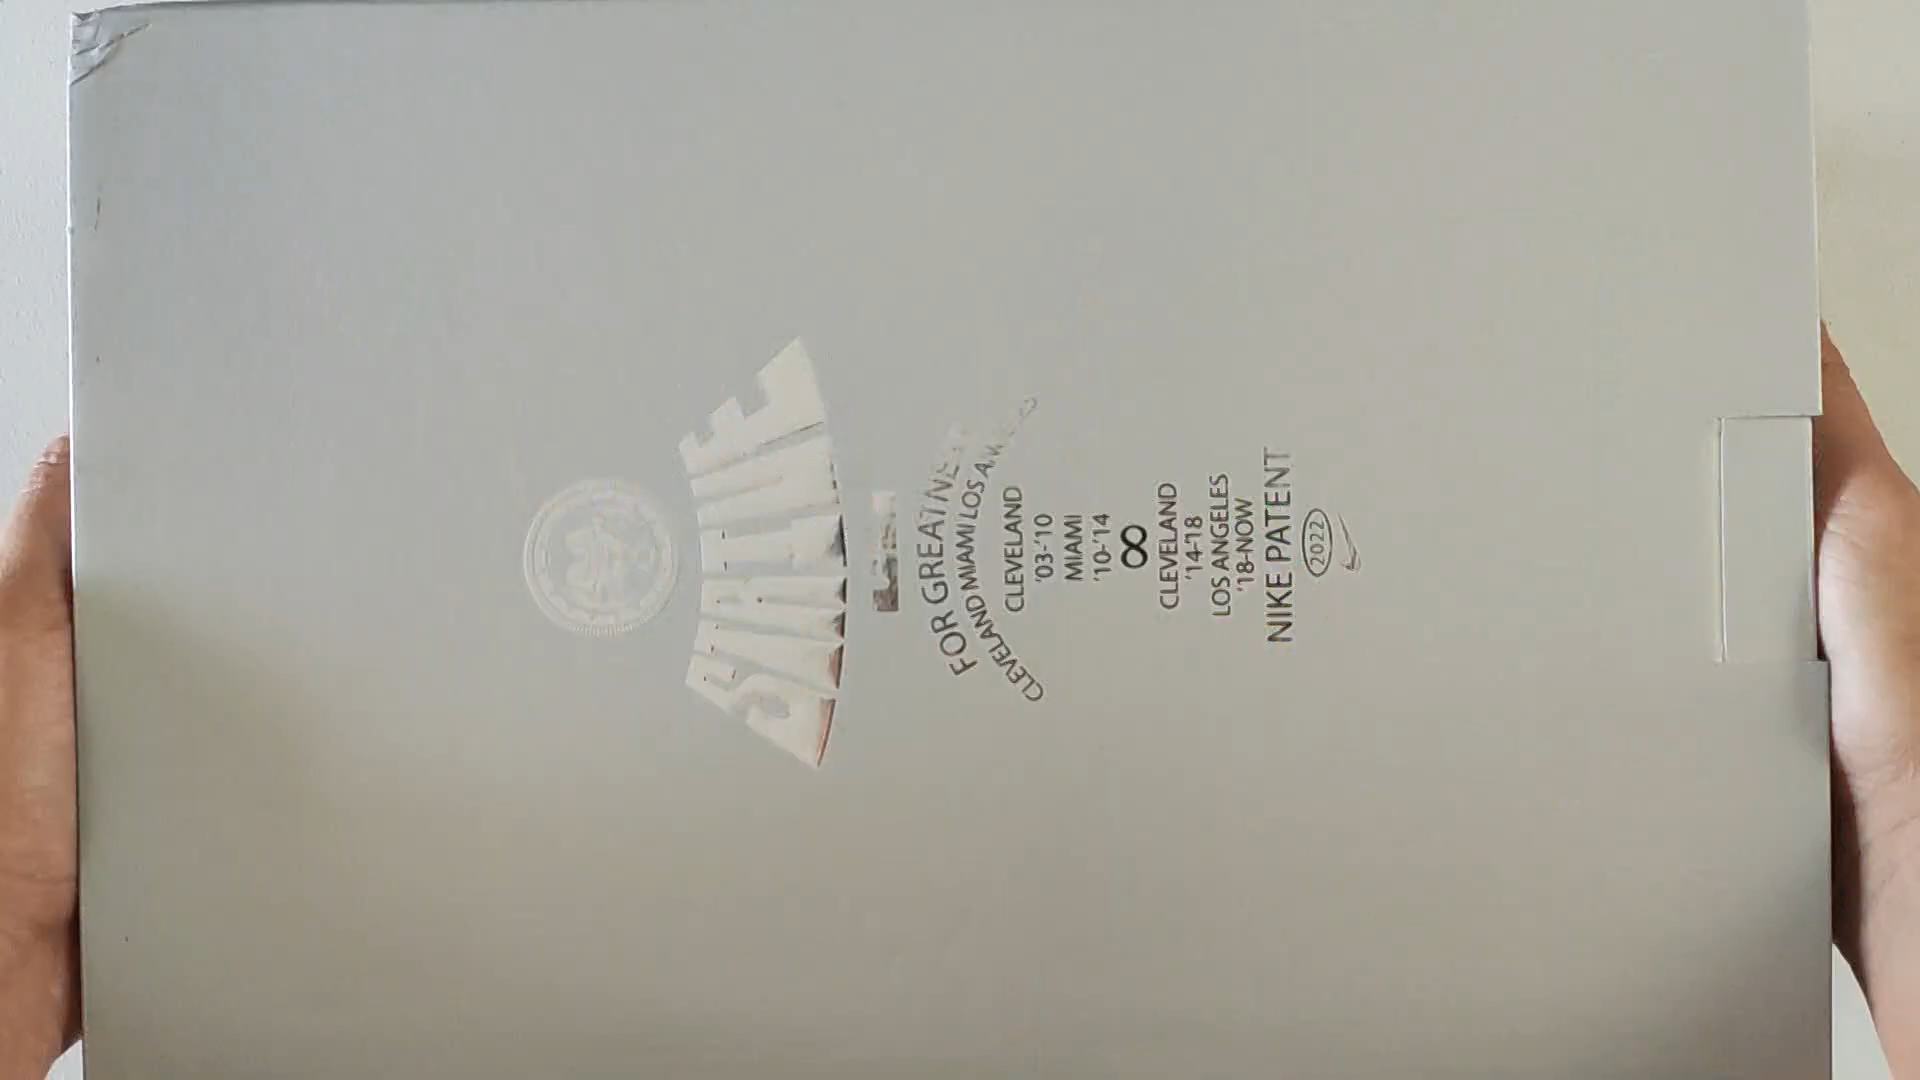 STRIVE
FOR GREATNESS
CLEVELAND MIAMI LOS ANGELES
CLEVELAND
'03-'10
MIAMI
'10-'14
∞
CLEVELAND
'14-18
LOS ANGELES
'18-NOW
NIKE PATENT
2022